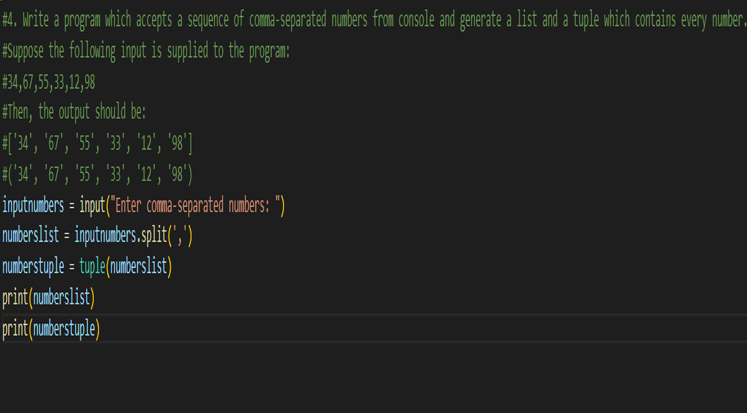 #4. Write a program which accepts a sequence of comma-separated numbers from console and generate a list and a tuple which contains every number.
#Suppose the following input is supplied to the program:
#34,67,55,33,12,98
#Then, the output should be:
#['34', '67', '55', '33', '12', '98']
#('34', '67', '55', '33', '12', '98')
inputnumbers = input("Enter comma-separated numbers: ")
numberslist = inputnumbers.split(',')
numberstuple = tuple(numberslist)
print(numberslist)
print(numberstuple)